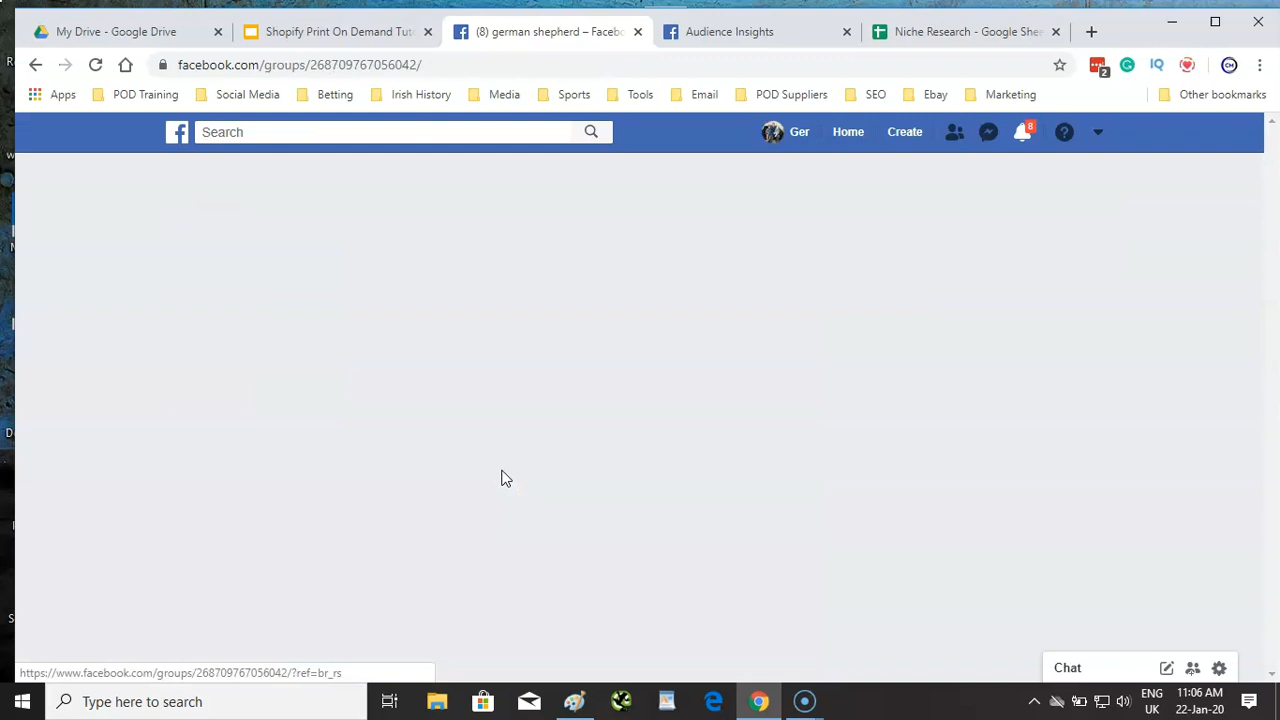 My Drive - Google Drive
Shopify Print On Demand Tuto
(8) german shepherd – Facebo
Audience Insights
Niche Research - Google Shee
facebook.com/groups/268709767056042/
2
Apps
POD Training
Social Media
Betting
Irish History
Media
Sports
Tools
Email
POD Suppliers
SEO
Ebay
Marketing
Other bookmarks
Search
Ger
Home
Create
8
https://www.facebook.com/groups/268709767056042/?ref=br_rs
Chat
Type here to search
ENG
UK
11:06 AM
22-Jan-20